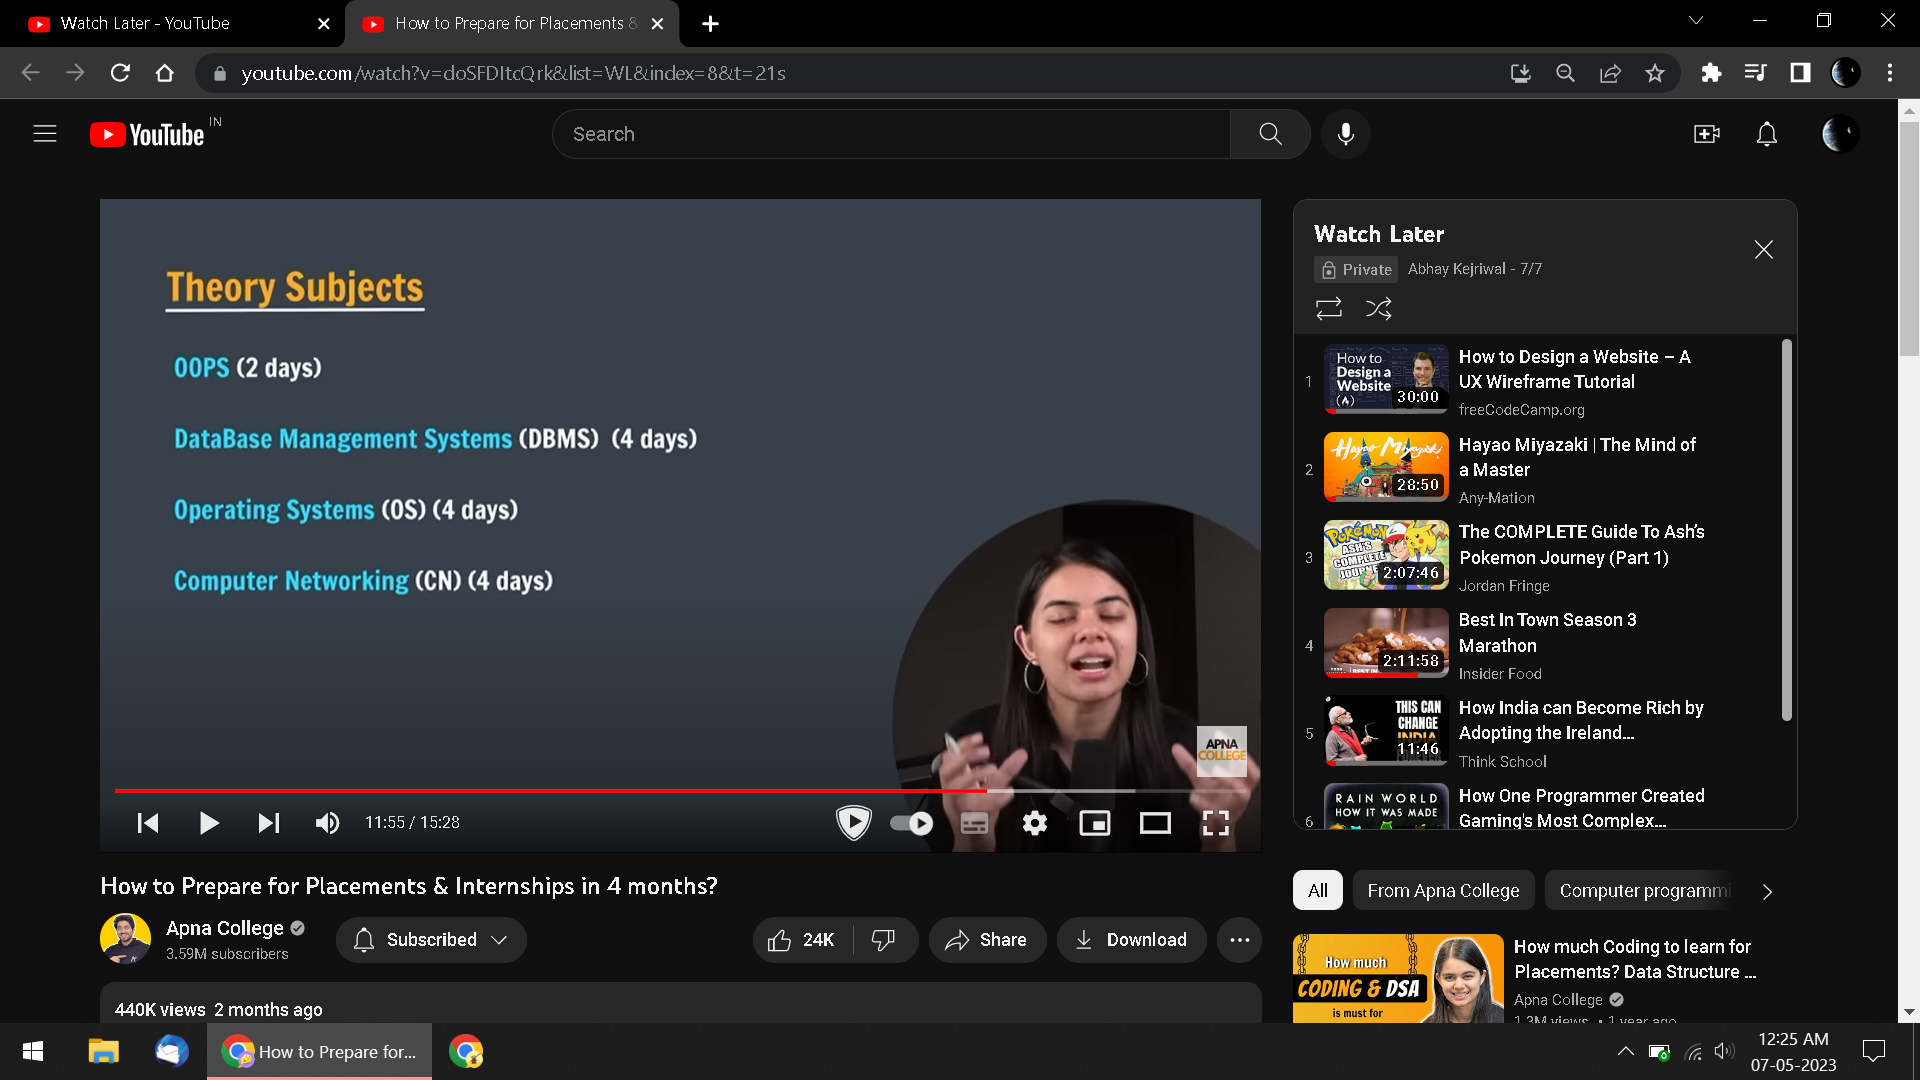 Watch Later - YouTube
How to Prepare for Placements &
youtube.com/watch?v=doSFDItcQrk&list=WL&index=8&t=21s
YouTube IN
Search
Theory Subjects
OOPS (2 days)
DataBase Management Systems (DBMS) (4 days)
Operating Systems (OS) (4 days)
Computer Networking (CN) (4 days)
APNA
COLLEGE
11:55 / 15:28
How to Prepare for Placements & Internships in 4 months?
Apna College
3.59M subscribers
Subscribed
24K
Share
Download
440K views 2 months ago
Watch Later
Private
Abhay Kejriwal - 7/7
1
How to
Design a
Website
30:00
How to Design a Website – A
UX Wireframe Tutorial
freeCodeCamp.org
2
Hayao Miyazaki
28:50
Hayao Miyazaki | The Mind of
a Master
Any-Mation
3
POKÉMON
ASH'S
COMPLETE
2:07:46
The COMPLETE Guide To Ash's
Pokemon Journey (Part 1)
Jordan Fringe
4
2:11:58
Best In Town Season 3
Marathon
Insider Food
5
THIS CAN
CHANGE
INDIA
11:46
How India can Become Rich by
Adopting the Ireland...
Think School
6
RAIN WORLD
HOW IT WAS MADE
How One Programmer Created
Gaming's Most Complex...
All
From Apna College
Computer programmi
How much
CODING & DSA
is must for
How much Coding to learn for
Placements? Data Structure ...
Apna College
1.3M views • 1 year ago
How to Prepare for...
12:25 AM
07-05-2023